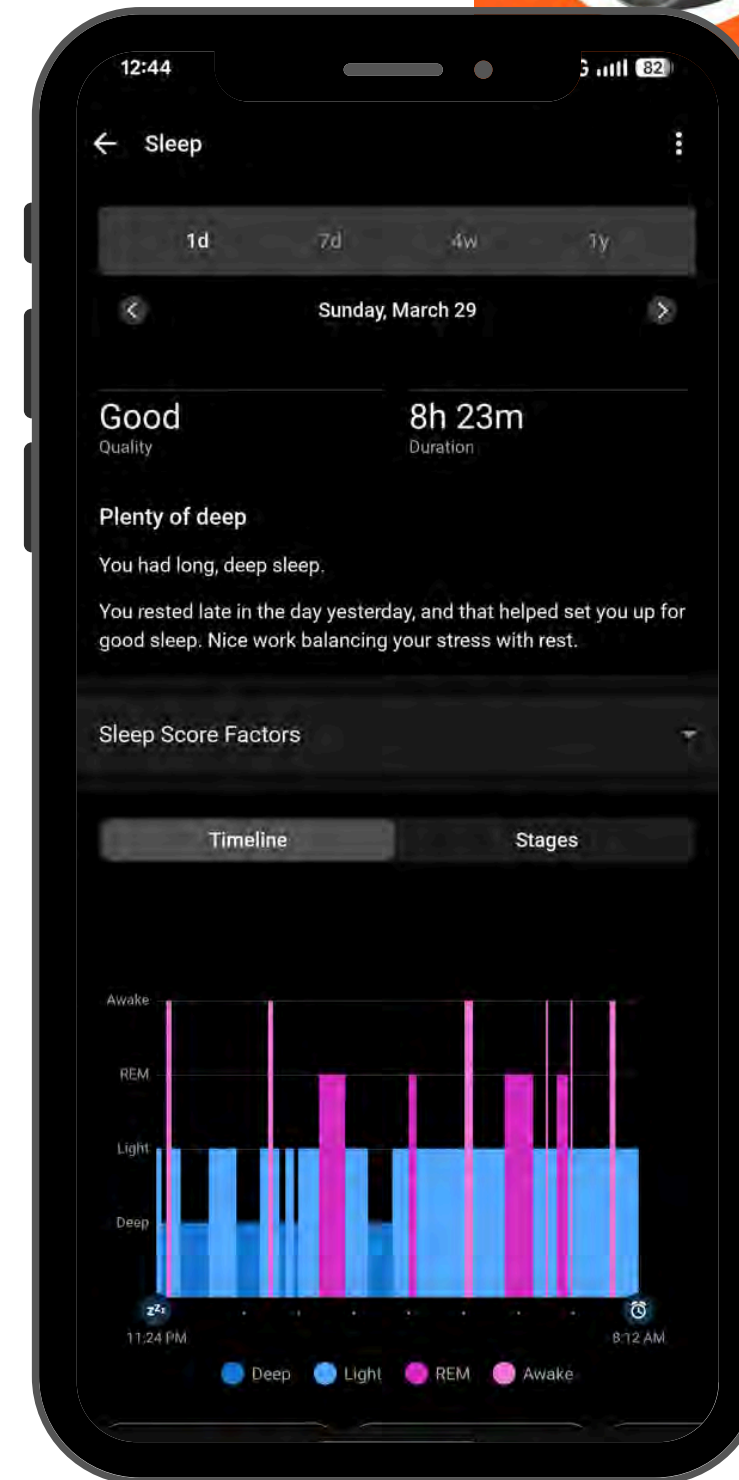 12:44
82
Sleep
1d 7d 4w 1y
Sunday, March 29
Good 8h 23m
Quality Duration
Plenty of deep
You had long, deep sleep.
You rested late in the day yesterday, and that helped set you up for
good sleep. Nice work balancing your stress with rest.
Sleep Score Factors
Timeline Stages
Awake
REM
Light
Deep
zzz
11:24 PM 8:12 AM
Deep Light REM Awake